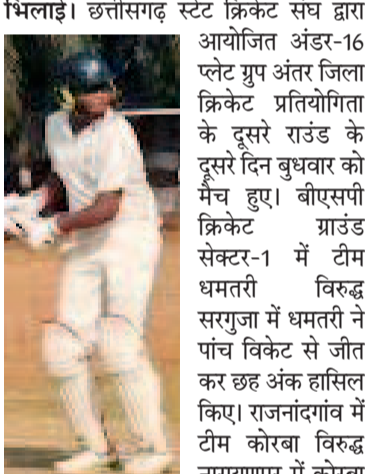 भिलाई। छत्तीसगढ़ स्टेट क्रिकेट संघ द्वारा
आयोजित अंडर-16
प्लेट ग्रुप अंतर जिला
क्रिकेट प्रतियोगिता
के दूसरे राउंड के
दूसरे दिन बुधवार को
मैच हुए। बीएसपी
क्रिकेट ग्राउंड
सेक्टर-1 में टीम
धमतरी विरुद्ध
सरगुजा में धमतरी ने
पांच विकेट से जीत
कर छह अंक हासिल
किए। राजनांदगांव में
टीम कोरबा विरुद्ध